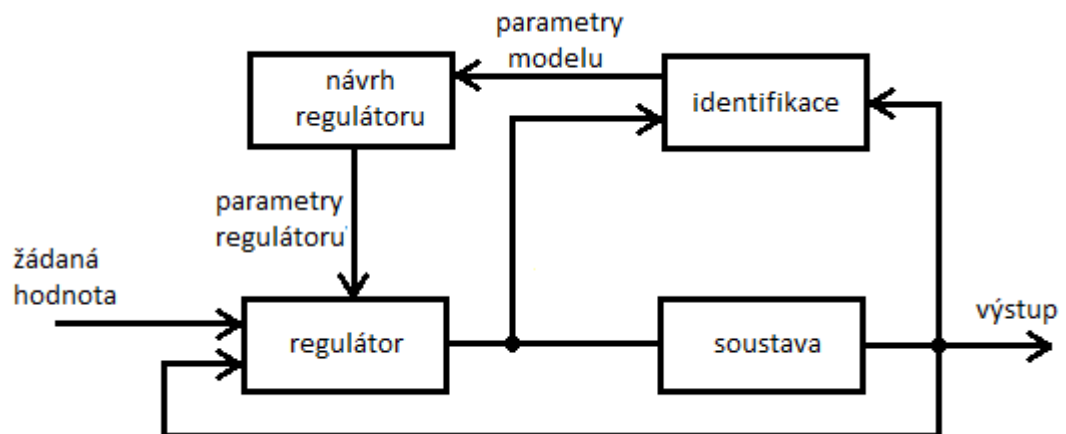 parametry
modelu
návrh
regulátoru
identifikace
parametry
regulátoru
žádaná
hodnota
regulátor
soustava
výstup